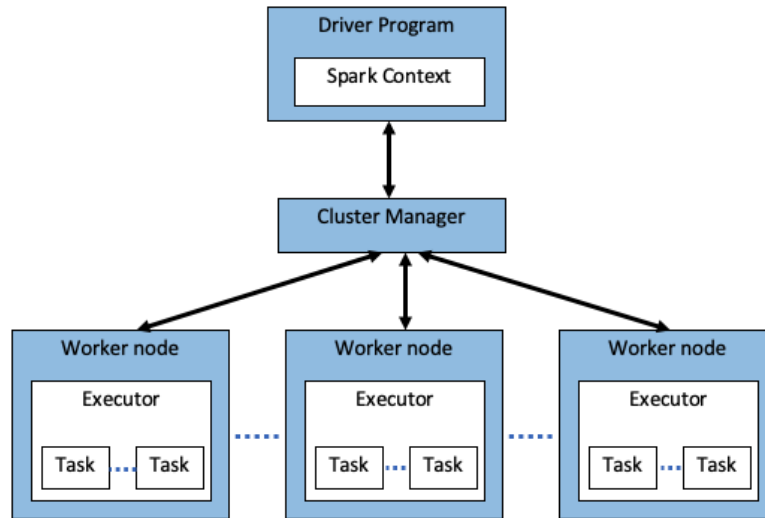 Driver Program
Spark Context
Cluster Manager
Worker node
Worker node
Worker node
Executor
Executor
Executor
Task
Task
Task
Task
Task
Task